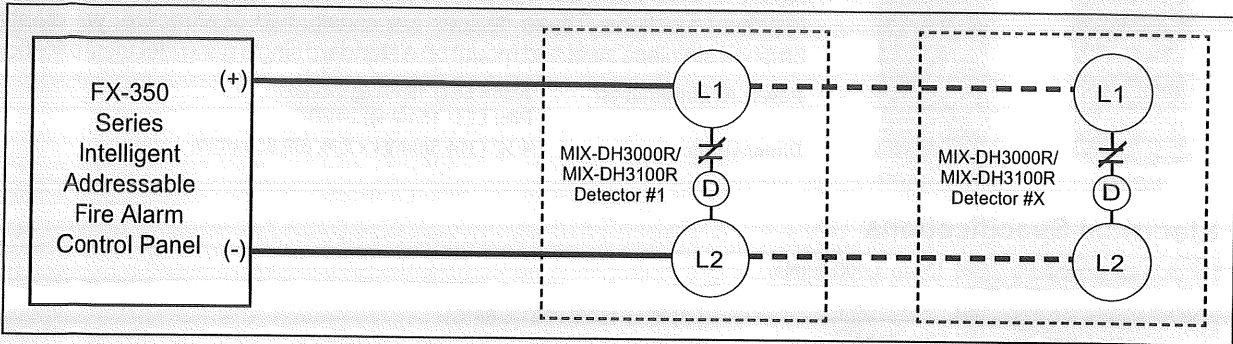 FX-350
Series
Intelligent
Addressable
Fire Alarm
Control Panel
(+)
(-)
L1
MIX-DH3000R/
MIX-DH3100R
Detector #1
D
L2
L1
MIX-DH3000R/
MIX-DH3100R
Detector #X
D
L2